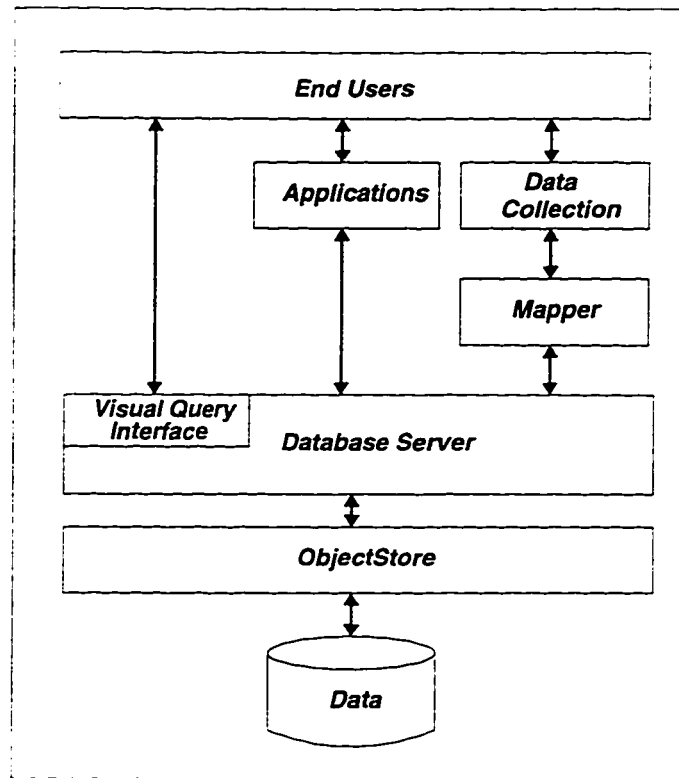 End Users
Applications
Data
Collection
Mapper
Visual Query
Interface
Database Server
ObjectStore
Data